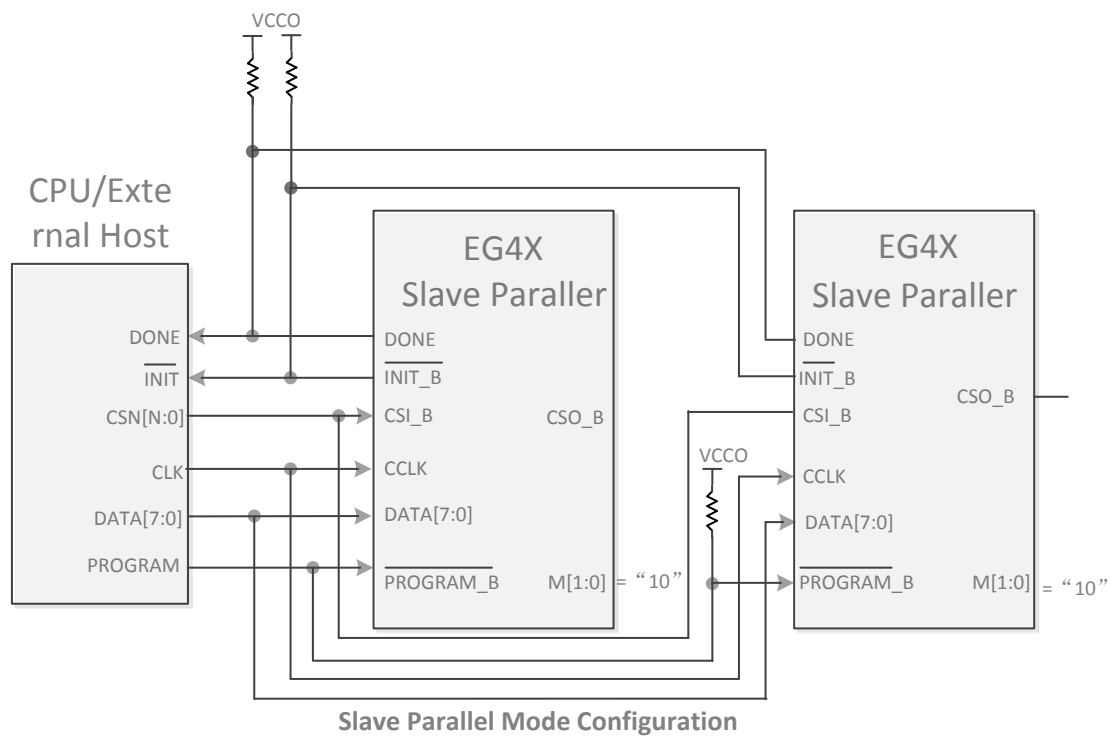 VCCO
CPU/Exte
rnal Host
DONE
INIT
CSN[N:0]
CLK
DATA[7:0]
PROGRAM
EG4X
Slave Paraller
DONE
INIT_B
CSI_B
CSO_B
CCLK
DATA[7:0]
PROGRAM_B
M[1:0] = “10”
VCCO
EG4X
Slave Paraller
DONE
INIT_B
CSO_B
CSI_B
CCLK
DATA[7:0]
PROGRAM_B
M[1:0] = “10”
Slave Parallel Mode Configuration